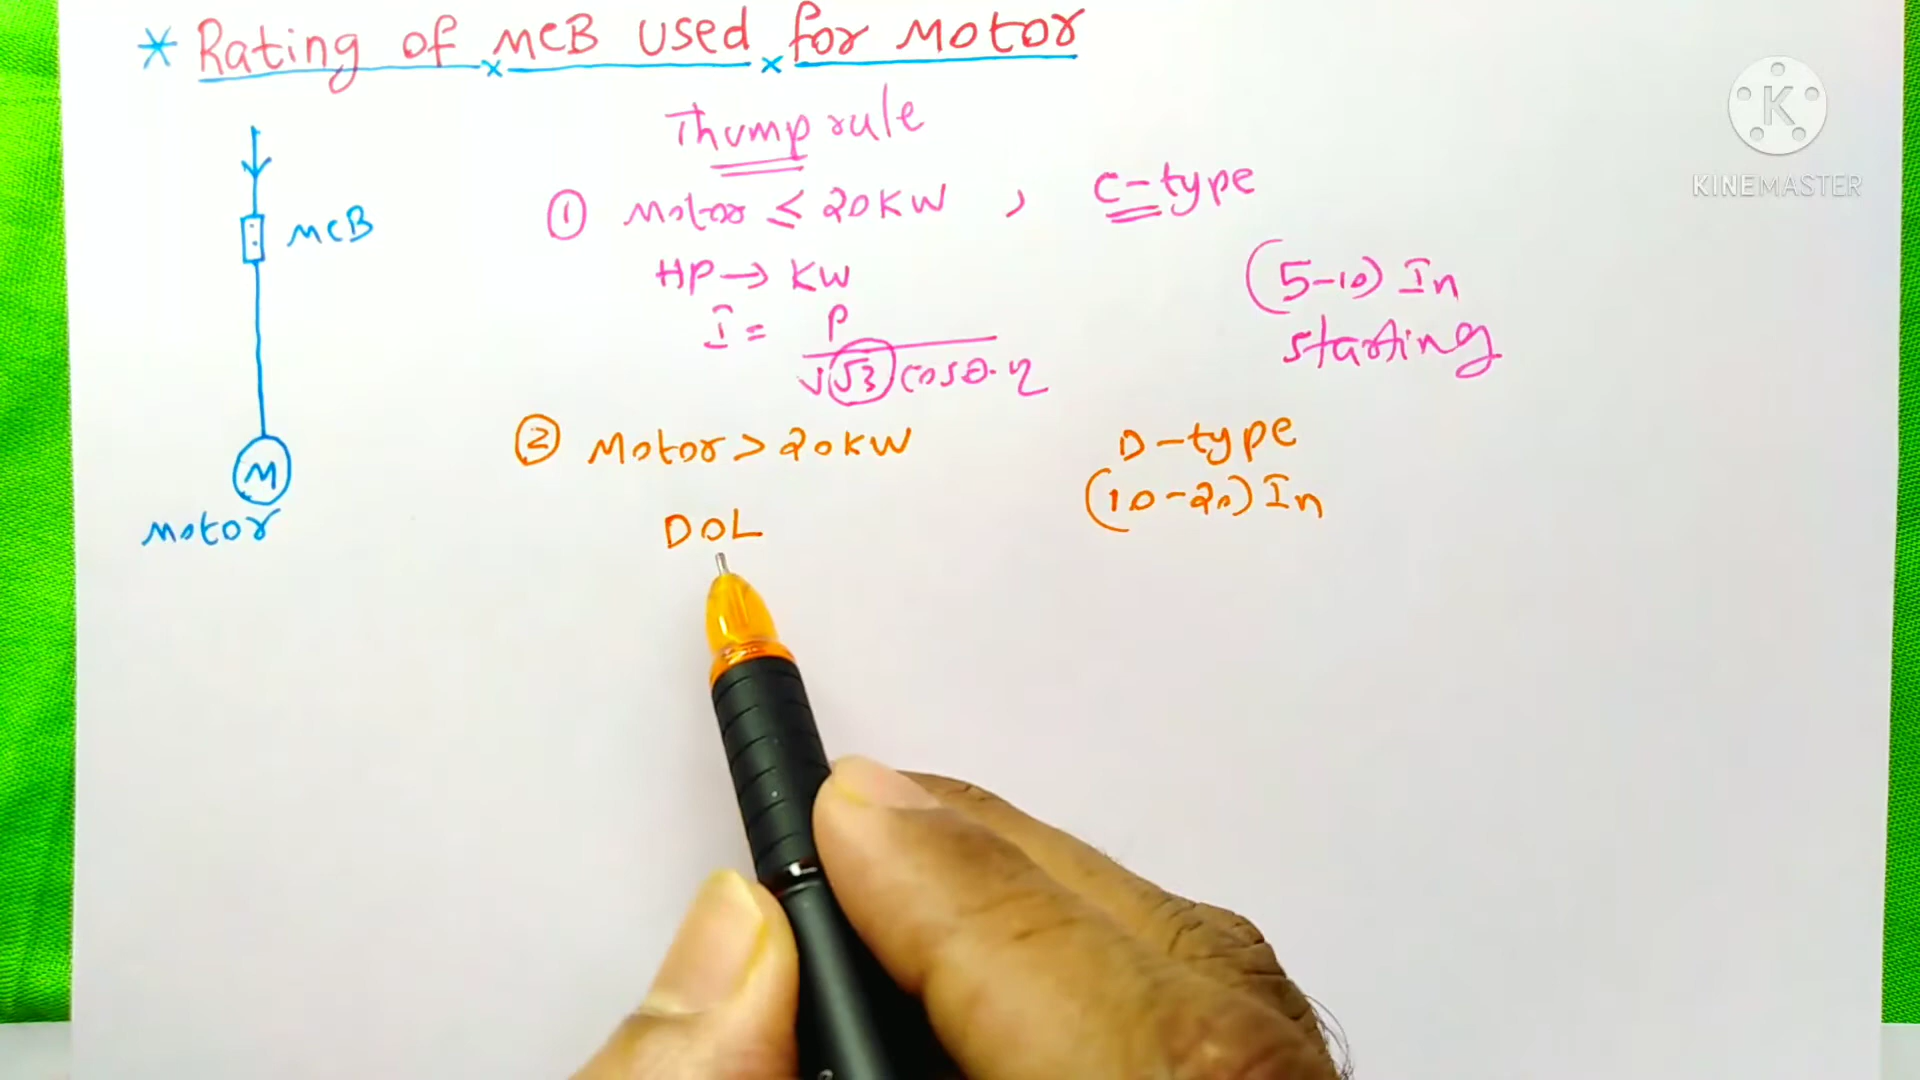 * Rating of MCB used for Motor
Thump rule
① Motor ≤ 20KW , C-type
MCB
HP → KW
(5-10) In
starting
I = P / V√3 cosθ.η
② Motor > 20KW D-type
(10-20) In
M
Motor
DOL
K
KINEMASTER